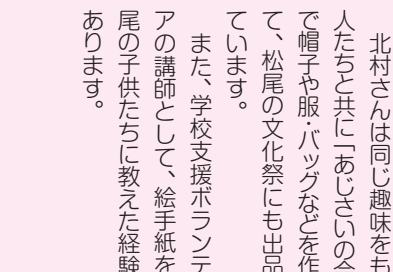 北村さんは同じ趣味をも
人たちと共に「あじさいの会
で帽子や服・バッグなどを作
て、松尾の文化祭にも出品
ています。
また、学校支援ボランテ
アの講師として、絵手紙を
尾の子供たちに教えた経験
あります。